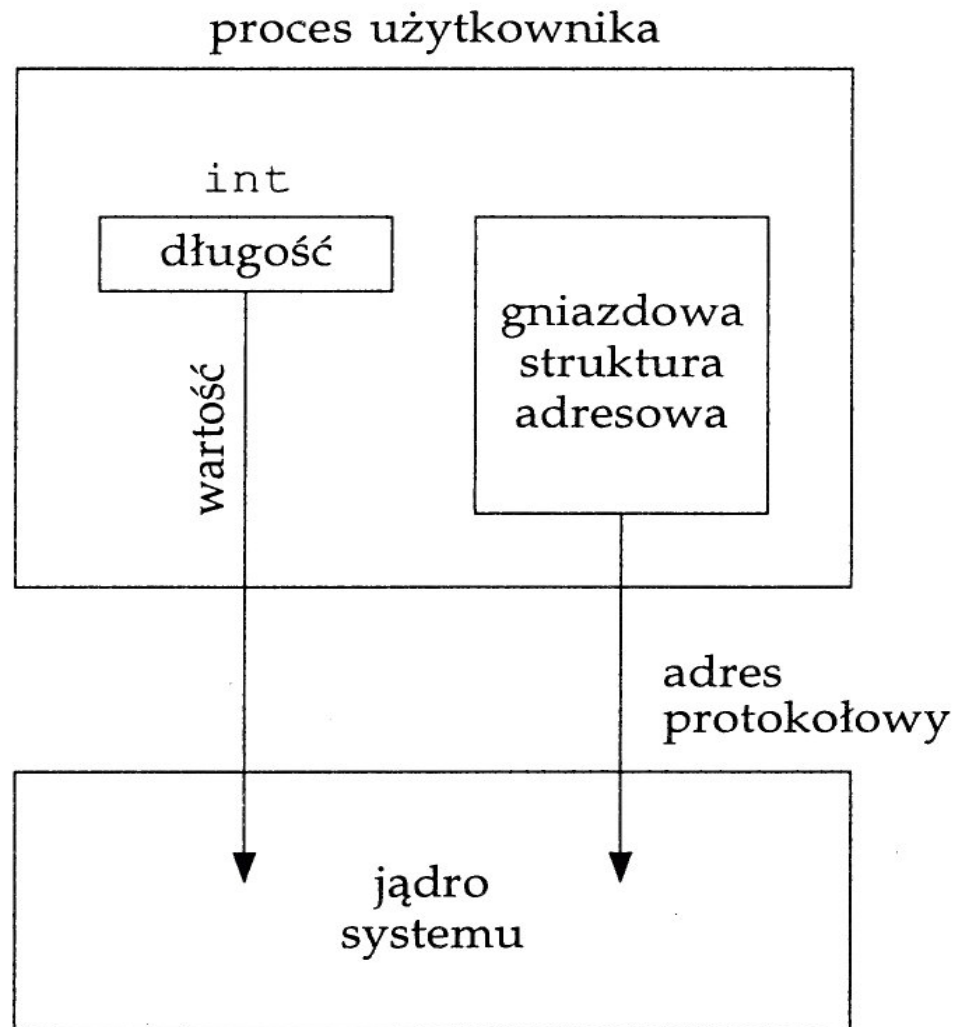 proces użytkownika
int
długość
wartość
gniazdowa
struktura
adresowa
adres
protokołowy
jądro
systemu